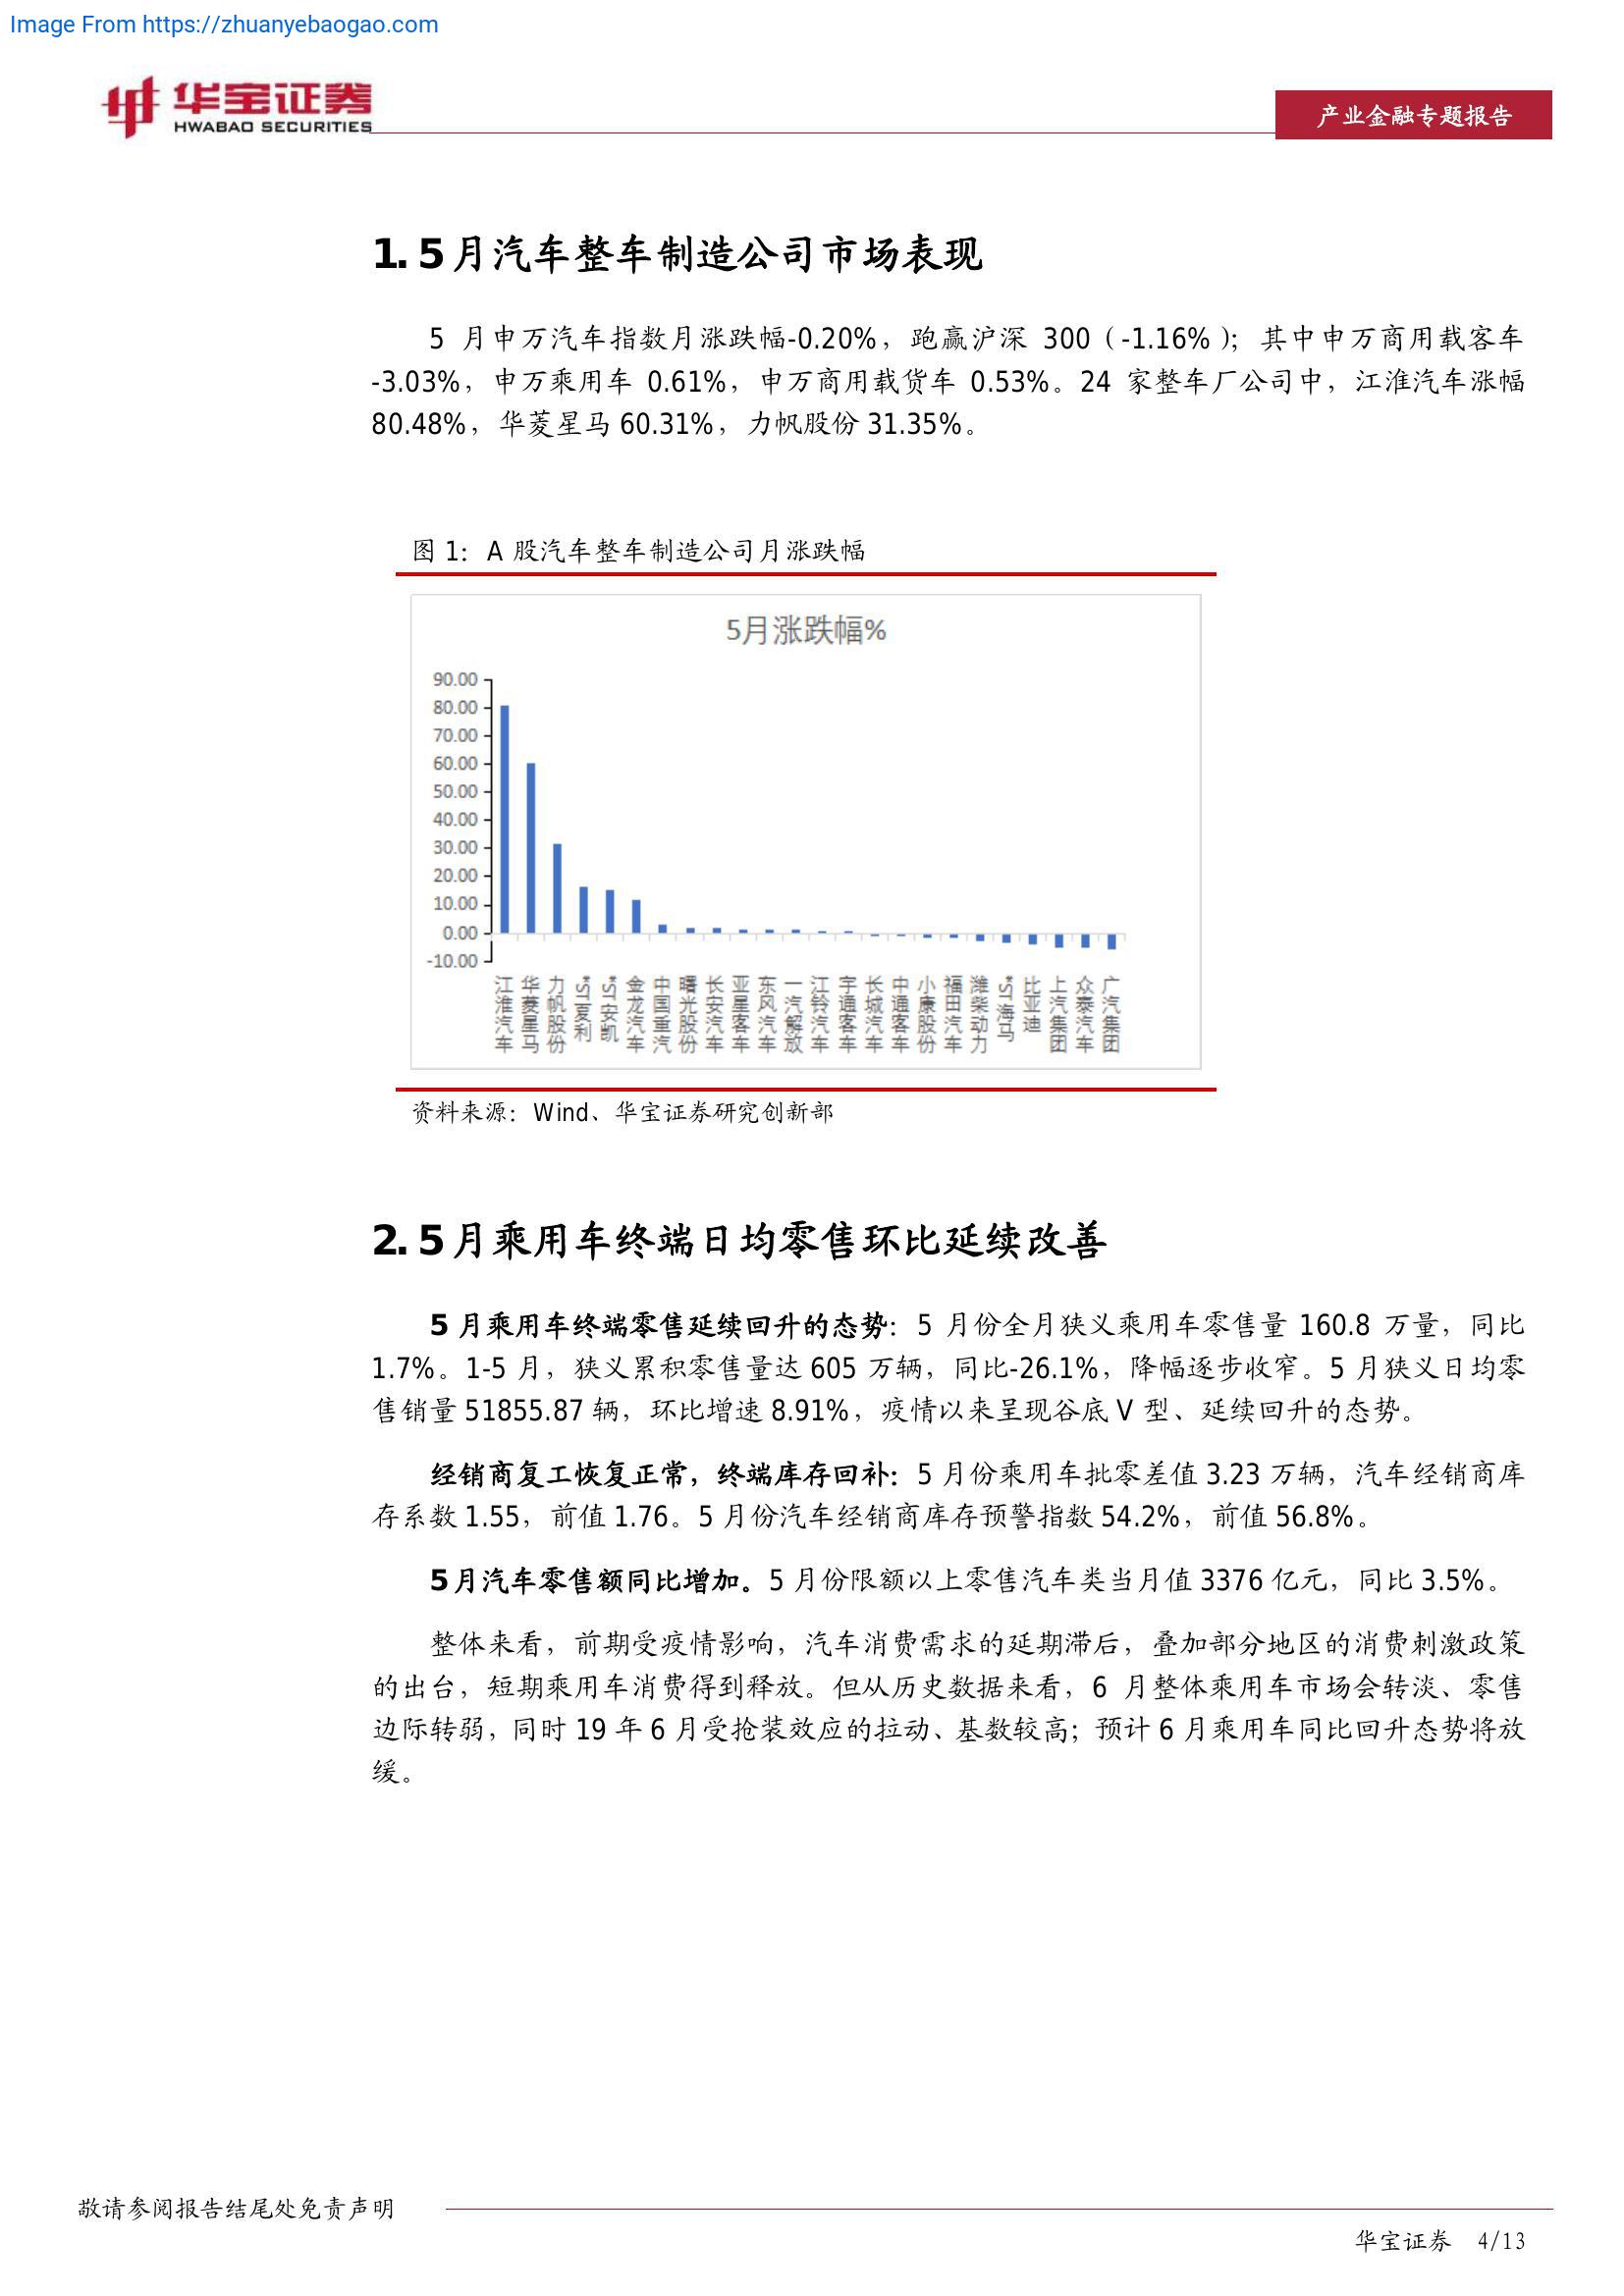 Image From https://zhuanyebaogao.com
华宝证券
HWABAO SECURITIES
产业金融专题报告
1. 5月汽车整车制造公司市场表现
5 月申万汽车指数月涨跌幅-0.20%，跑赢沪深 300（-1.16%）；其中申万商用载客车
-3.03%，申万乘用车 0.61%，申万商用载货车 0.53%。24 家整车厂公司中，江淮汽车涨幅
80.48%，华菱星马 60.31%，力帆股份 31.35%。
图 1：A 股汽车整车制造公司月涨跌幅
5月涨跌幅%
90.00
80.00
70.00
60.00
50.00
40.00
30.00
20.00
10.00
0.00
-10.00
江淮汽车
华菱星马
力帆股份
*ST夏利
*ST安凯
金龙汽车
中国重汽
曙光股份
长安汽车
亚星客车
东风汽车
一汽解放
江铃汽车
宇通客车
长城汽车
中通客车
小康股份
福田汽车
潍柴动力
*ST海马
比亚迪
上汽集团
众泰汽车
广汽集团
资料来源：Wind、华宝证券研究创新部
2. 5月乘用车终端日均零售环比延续改善
5 月乘用车终端零售延续回升的态势：5 月份全月狭义乘用车零售量 160.8 万量，同比
1.7%。1-5 月，狭义累积零售量达 605 万辆，同比-26.1%，降幅逐步收窄。5 月狭义日均零
售销量 51855.87 辆，环比增速 8.91%，疫情以来呈现谷底 V 型、延续回升的态势。
经销商复工恢复正常，终端库存回补：5 月份乘用车批零差值 3.23 万辆，汽车经销商库
存系数 1.55，前值 1.76。5 月份汽车经销商库存预警指数 54.2%，前值 56.8%。
5月汽车零售额同比增加。5 月份限额以上零售汽车类当月值 3376 亿元，同比 3.5%。
整体来看，前期受疫情影响，汽车消费需求的延期滞后，叠加部分地区的消费刺激政策
的出台，短期乘用车消费得到释放。但从历史数据来看，6 月整体乘用车市场会转淡、零售
边际转弱，同时 19 年 6 月受抢装效应的拉动、基数较高；预计 6 月乘用车同比回升态势将放
缓。
敬请参阅报告结尾处免责声明
华宝证券 4/13